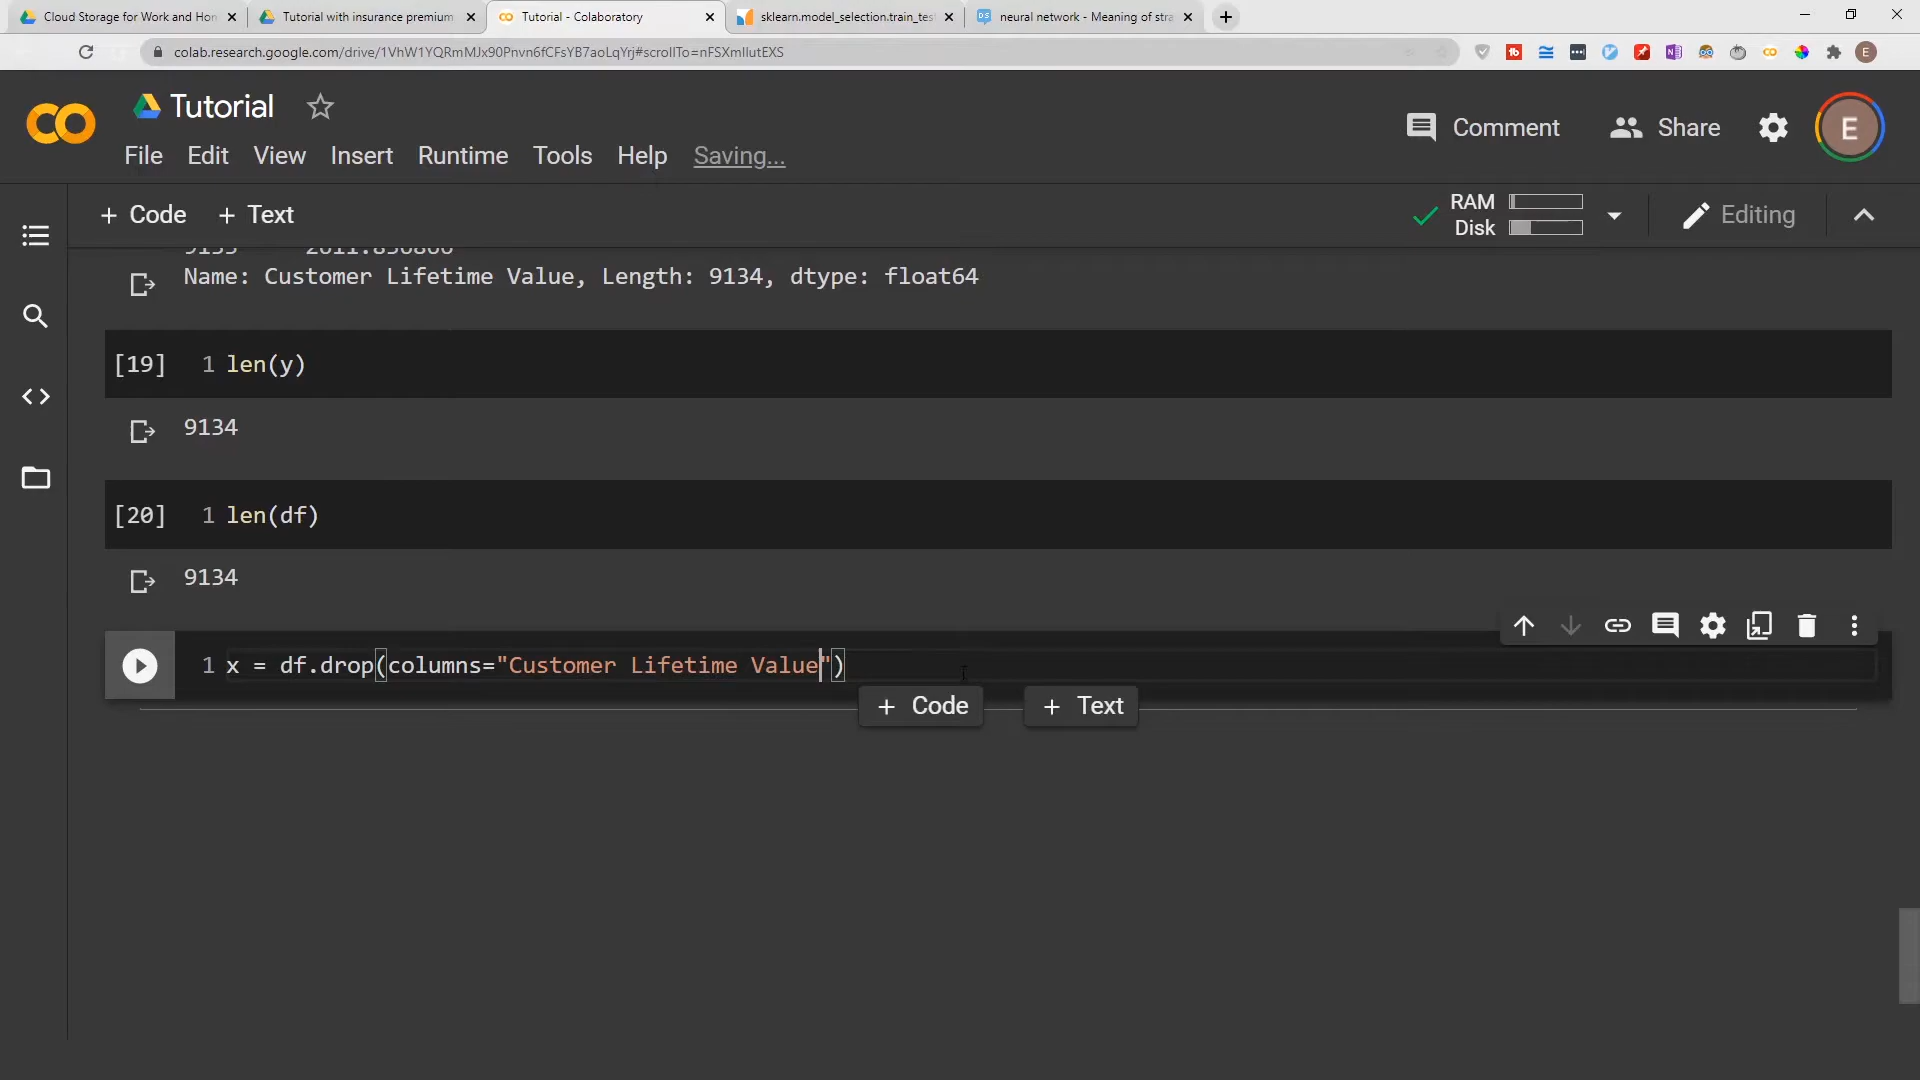 Cloud Storage for Work and Hor
Tutorial with insurance premium
Tutorial - Colaboratory
sklearn.model_selection.train_tes
DS
neural network - Meaning of stra
colab.research.google.com/drive/1VhW1YQRmMJx90Pnvn6fCFsYB7aoLqYrj#scrollTo=nFSXmIlutEXS
E
Tutorial
Comment
Share
E
File Edit View Insert Runtime Tools Help Saving...
+ Code + Text
RAM
Disk
Editing
Name: Customer Lifetime Value, Length: 9134, dtype: float64
[19] 1 len(y)
9134
[20] 1 len(df)
9134
1 x = df.drop(columns="Customer Lifetime Value")
+ Code + Text